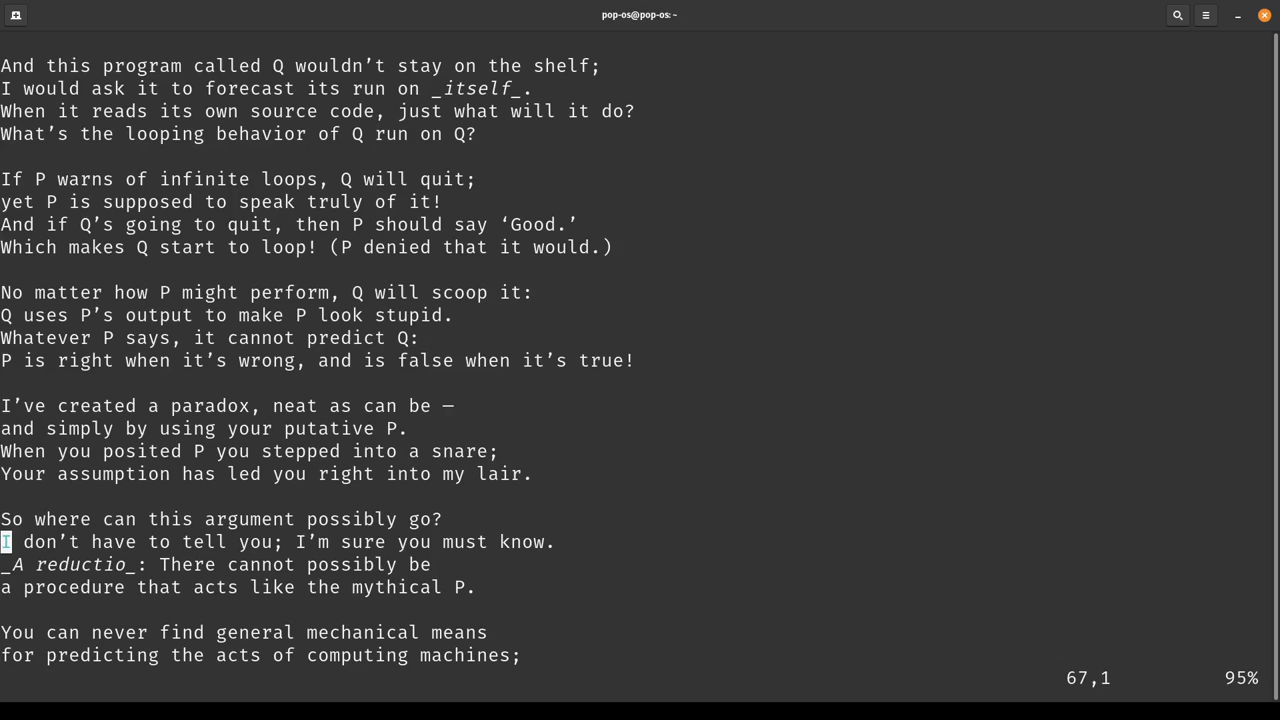 pop-os@pop-os: ~
And this program called Q wouldn’t stay on the shelf;
I would ask it to forecast its run on _itself_.
When it reads its own source code, just what will it do?
What’s the looping behavior of Q run on Q?
If P warns of infinite loops, Q will quit;
yet P is supposed to speak truly of it!
And if Q’s going to quit, then P should say ‘Good.’
Which makes Q start to loop! (P denied that it would.)
No matter how P might perform, Q will scoop it:
Q uses P’s output to make P look stupid.
Whatever P says, it cannot predict Q:
P is right when it’s wrong, and is false when it’s true!
I’ve created a paradox, neat as can be —
and simply by using your putative P.
When you posited P you stepped into a snare;
Your assumption has led you right into my lair.
So where can this argument possibly go?
I don’t have to tell you; I’m sure you must know.
_A reductio_: There cannot possibly be
a procedure that acts like the mythical P.
You can never find general mechanical means
for predicting the acts of computing machines;
67,1 95%